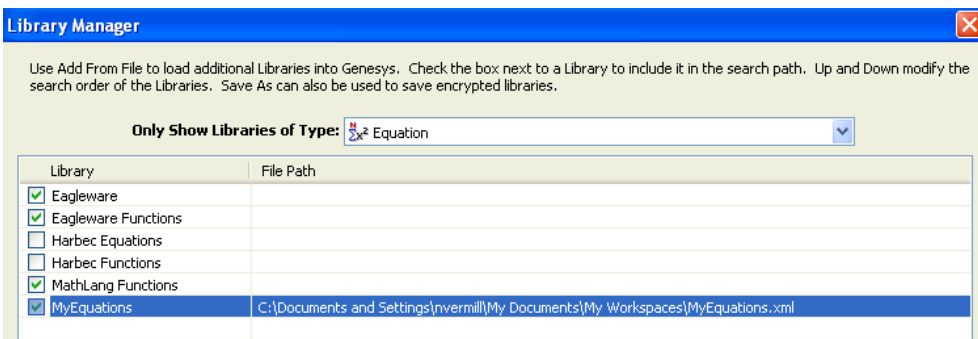 Library Manager
Use Add From File to load additional Libraries into Genesys. Check the box next to a Library to include it in the search path. Up and Down modify the
search order of the Libraries. Save As can also be used to save encrypted libraries.
Only Show Libraries of Type: N Σx² Equation
Library File Path
Eagleware
Eagleware Functions
Harbec Equations
Harbec Functions
MathLang Functions
MyEquations C:\Documents and Settings\nvermill\My Documents\My Workspaces\MyEquations.xml